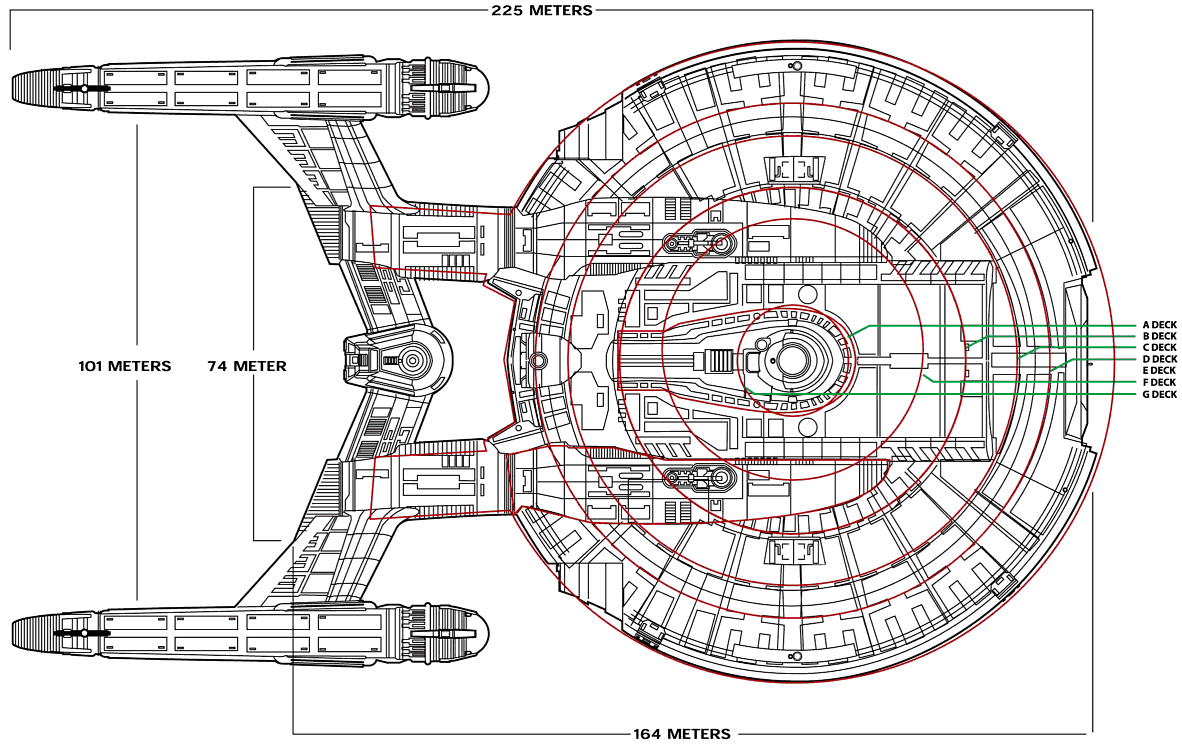 225 METERS
A DECK
B DECK
C DECK
101 METERS
74 METER
D DECK
E DECK
F DECK
G DECK
164 METERS